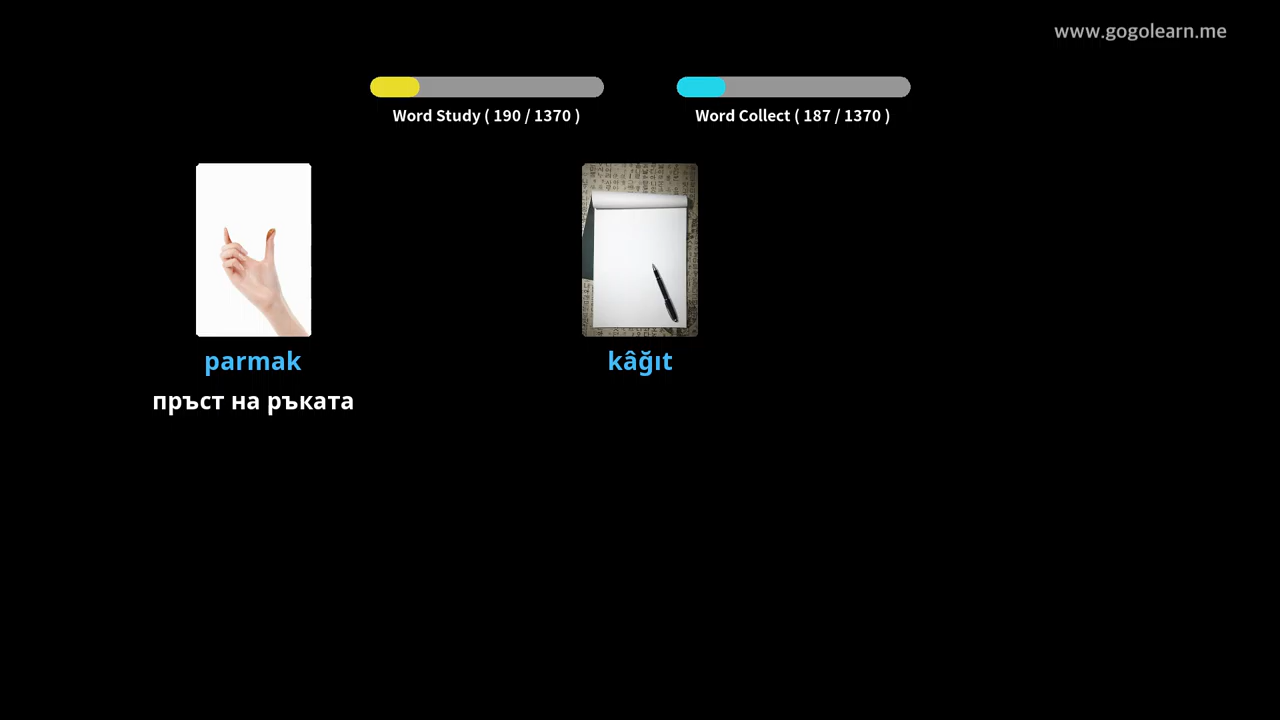 www.gogolearn.me
Word Study ( 190 / 1370 )
Word Collect ( 187 / 1370 )
parmak
kâğıt
пръст на ръката